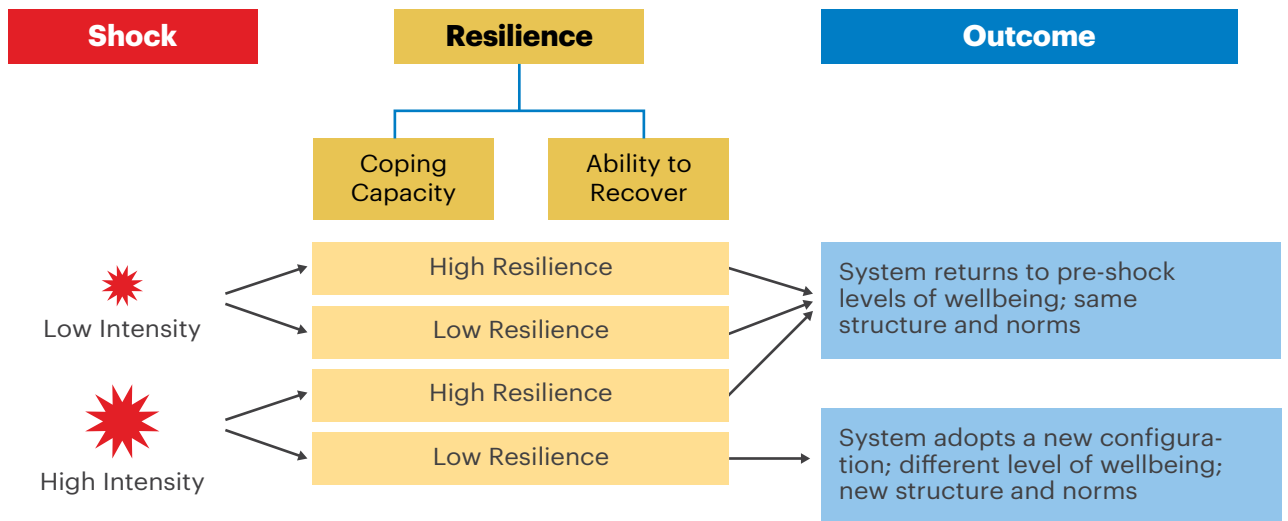 Shock
Resilience
Outcome
Coping
Capacity
Ability to
Recover
Low Intensity
High Resilience
Low Resilience
System returns to pre-shock
levels of wellbeing; same
structure and norms
High Intensity
High Resilience
Low Resilience
System adopts a new configura-
tion; different level of wellbeing;
new structure and norms